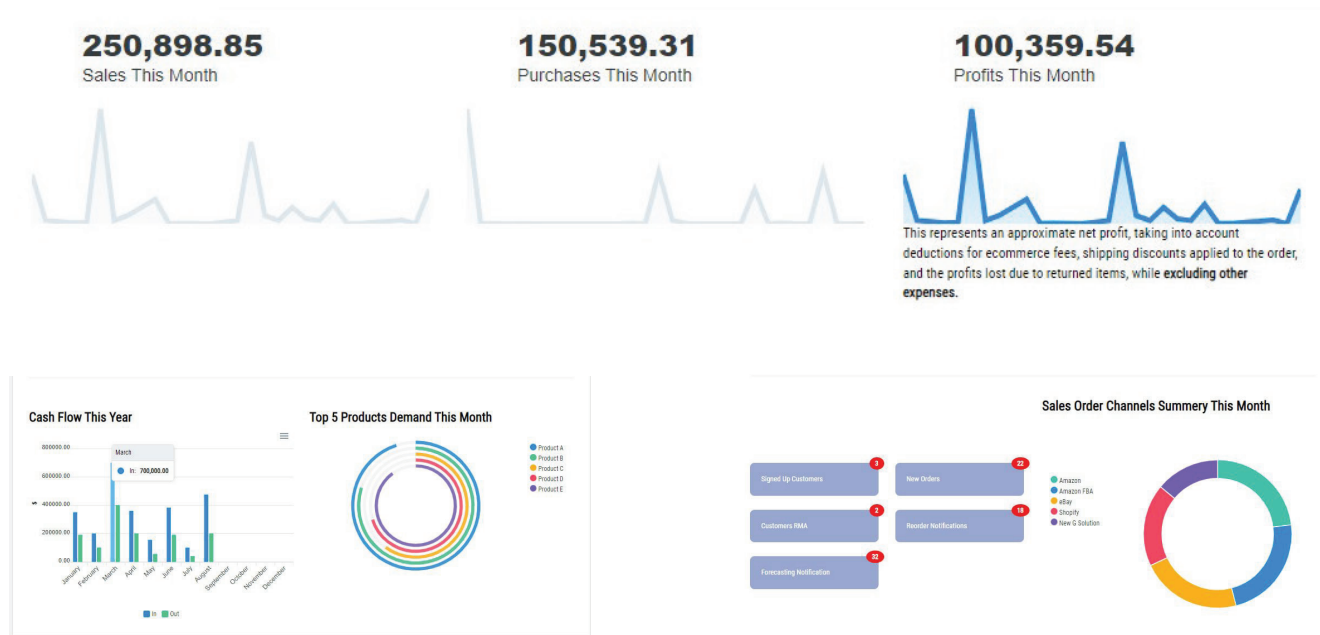 250,898.85
Sales This Month
150,539.31
Purchases This Month
100,359.54
Profits This Month
This represents an approximate net profit, taking into account
deductions for ecommerce fees, shipping discounts applied to the order,
and the profits lost due to returned items, while excluding other
expenses.
Cash Flow This Year
800000.00
600000.00
400000.00
200000.00
0.00
$
March
In: 700,000.00
January
February
March
April
May
June
July
August
September
October
November
December
In
Out
Top 5 Products Demand This Month
Product A
Product B
Product C
Product D
Product E
Signed Up Customers
3
New Orders
22
Customers RMA
2
Reorder Notifications
18
Forecasting Notification
32
Sales Order Channels Summery This Month
Amazon
Amazon FBA
eBay
Shopify
New G Solution